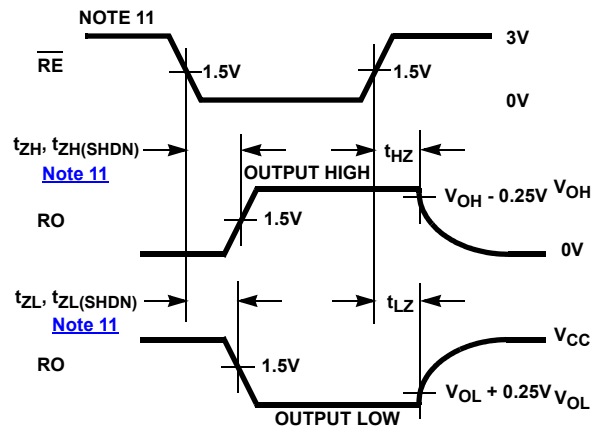 NOTE 11
3V
RE
1.5V
1.5V
0V
tZH, tZH(SHDN)
tHZ
Note 11
OUTPUT HIGH
VOH - 0.25V
VOH
RO
1.5V
0V
tZL, tZL(SHDN)
tLZ
Note 11
VCC
RO
1.5V
VOL + 0.25V
VOL
OUTPUT LOW